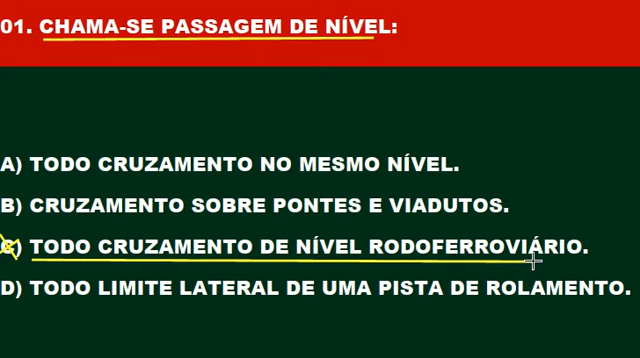 01. CHAMA-SE PASSAGEM DE NÍVEL:
A) TODO CRUZAMENTO NO MESMO NÍVEL.
B) CRUZAMENTO SOBRE PONTES E VIADUTOS.
C) TODO CRUZAMENTO DE NÍVEL RODOFERROVIÁRIO.
D) TODO LIMITE LATERAL DE UMA PISTA DE ROLAMENTO.